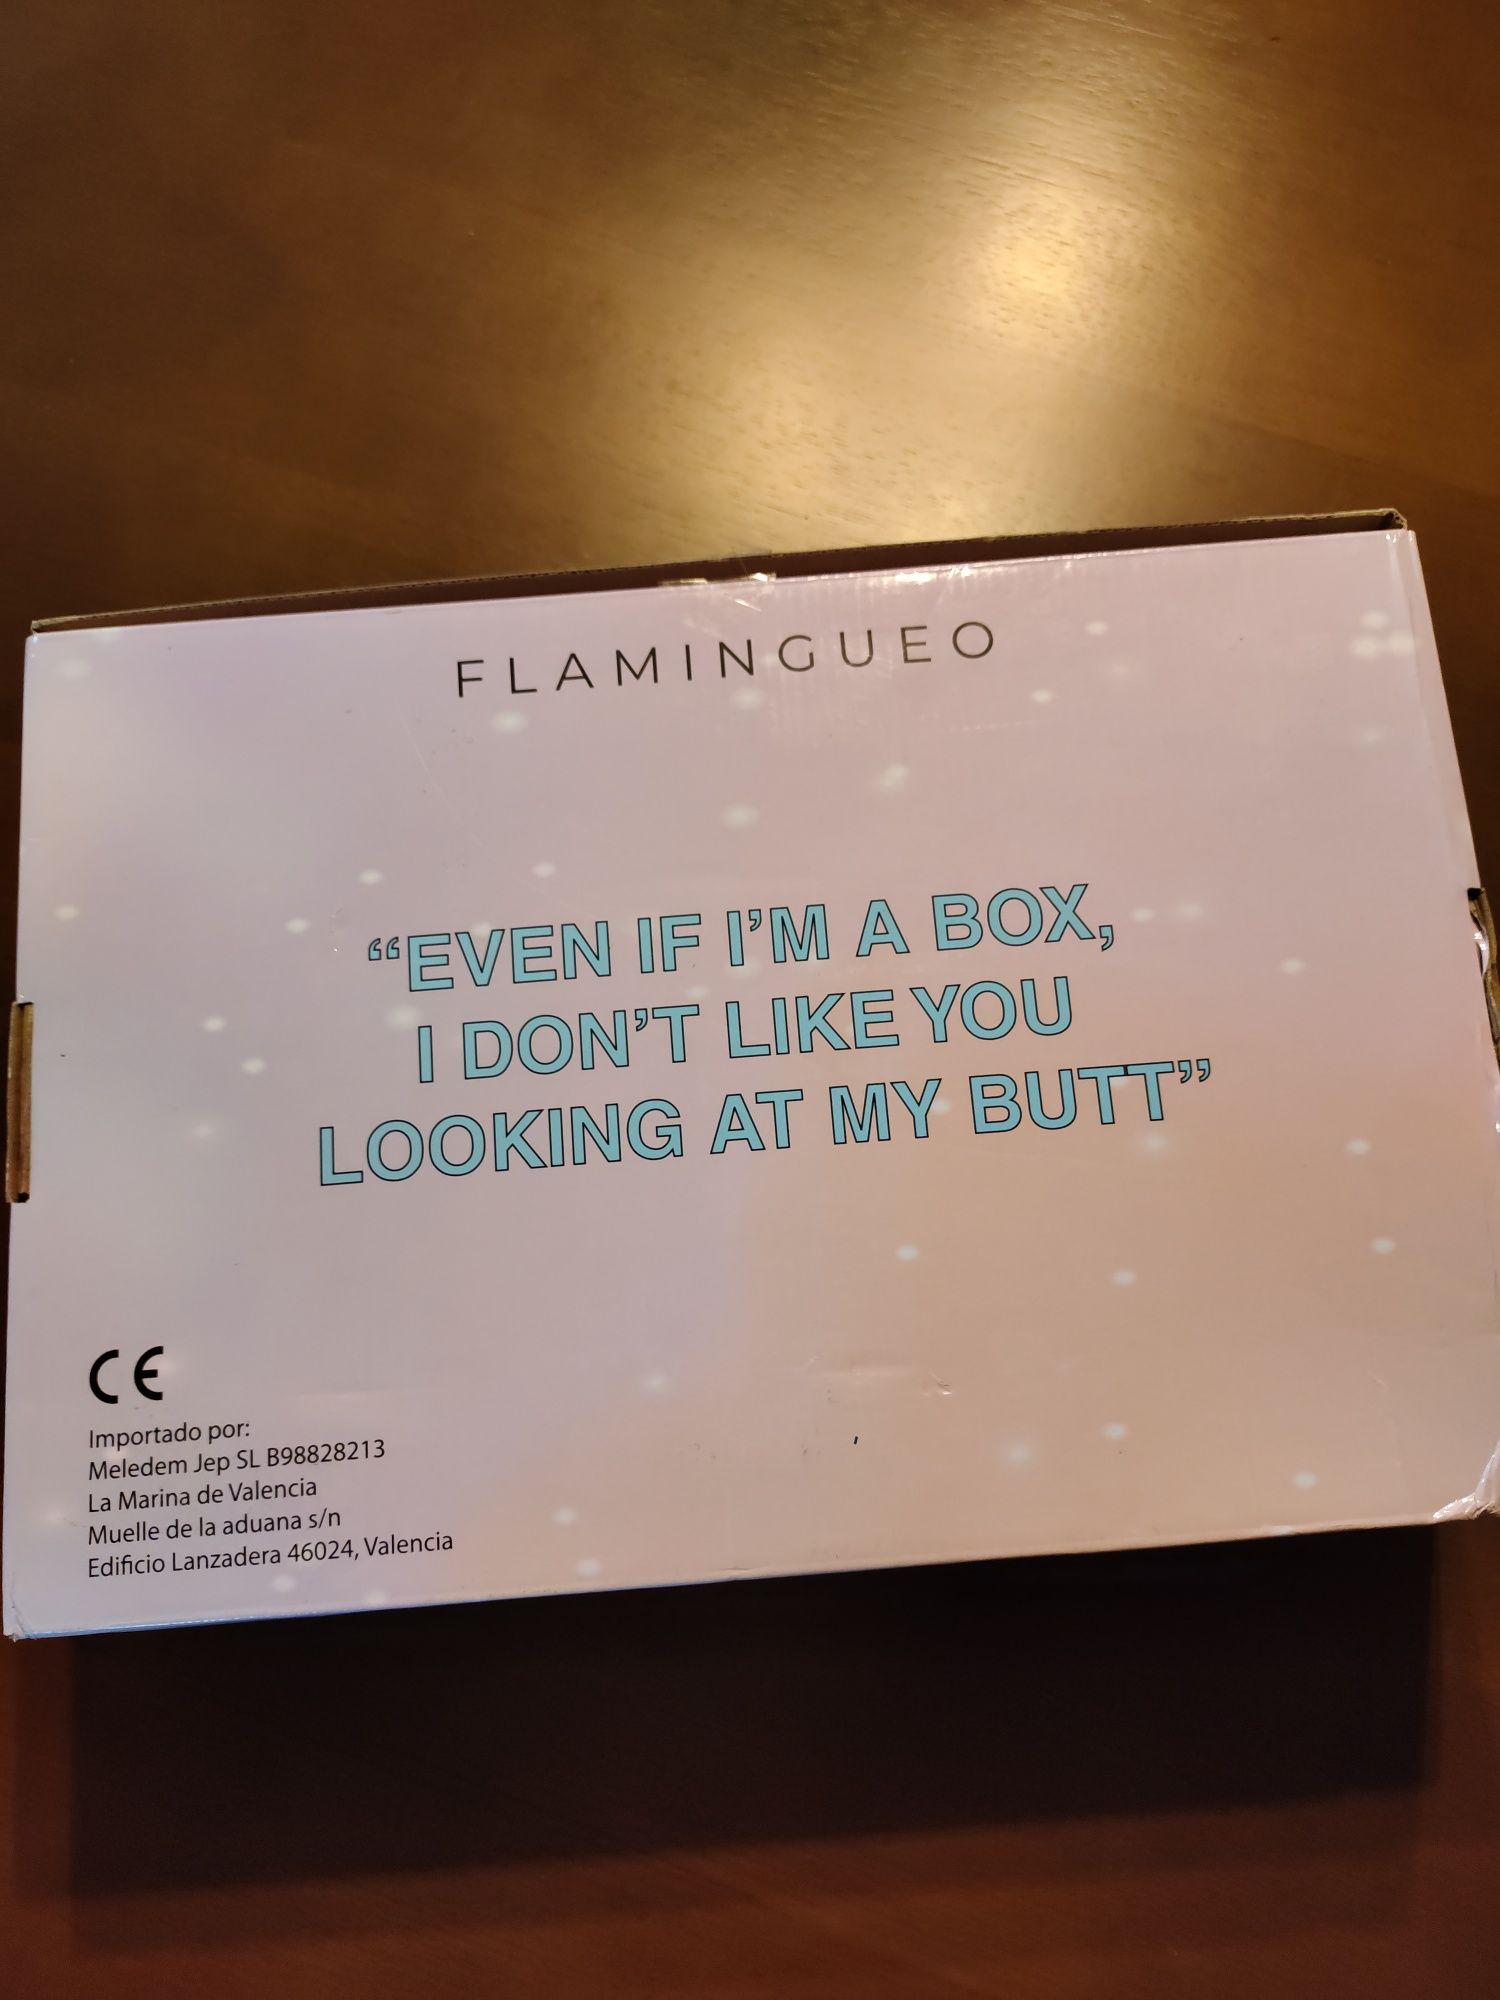 FLAMINGUEO
“EVEN IF I’M A BOX,
I DON’T LIKE YOU
LOOKING AT MY BUTT”
CE
Importado por:
Meledem Jep SL B98828213
La Marina de Valencia
Muelle de la aduana s/n
Edificio Lanzadera 46024, Valencia